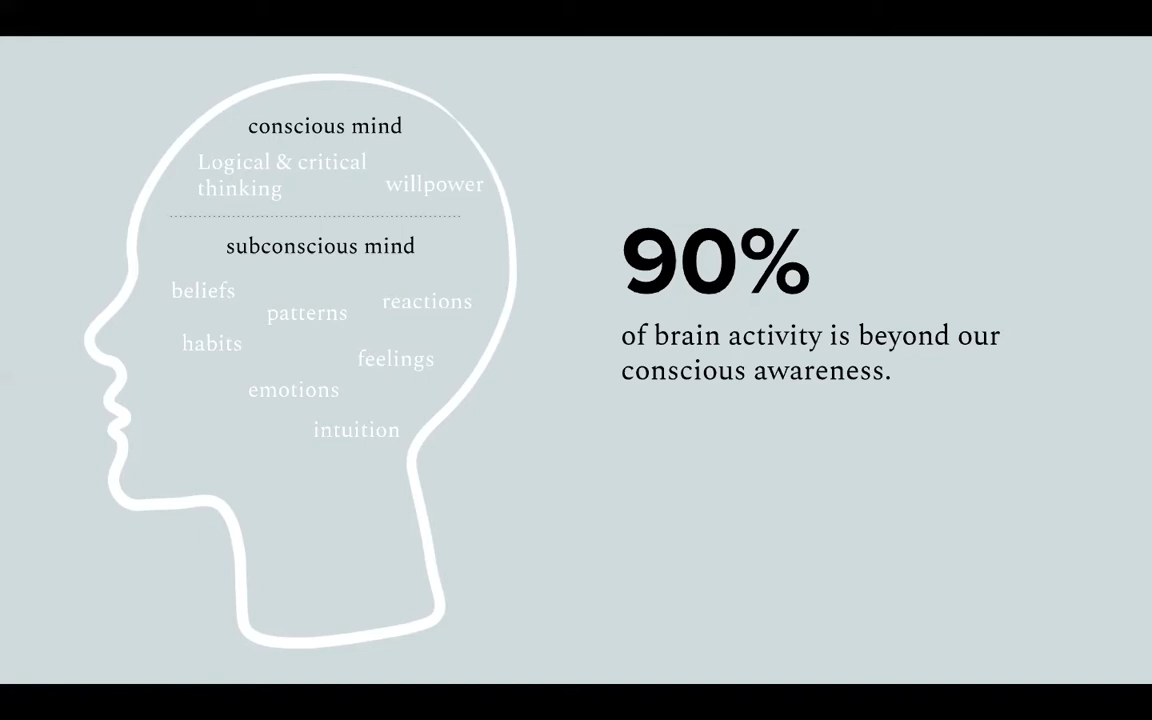 conscious mind
Logical & critical
thinking
willpower
subconscious mind
beliefs
patterns
reactions
habits
feelings
emotions
intuition
90%
of brain activity is beyond our
conscious awareness.